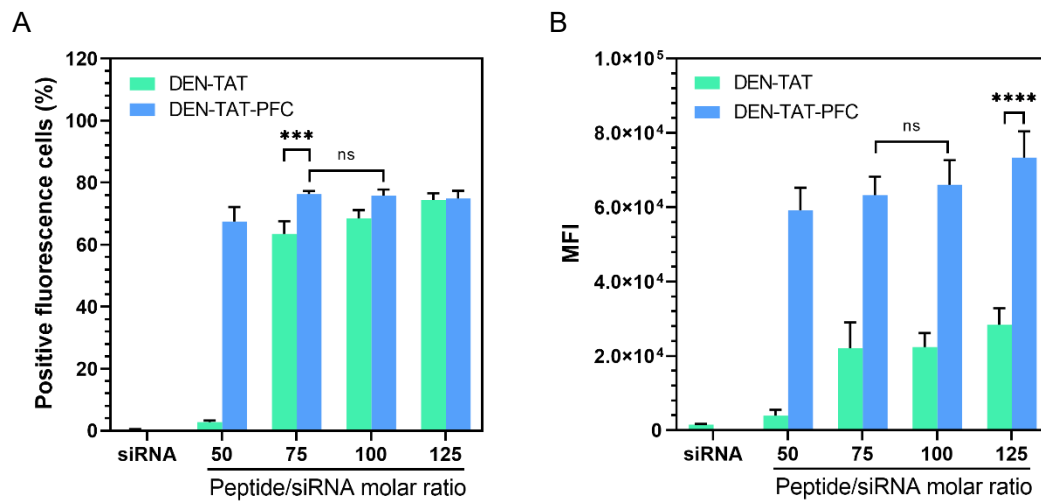 A
Positive fluorescence cells (%)
120
100
80
60
40
20
0
DEN-TAT
DEN-TAT-PFC
***
ns
siRNA 50 75 100 125
Peptide/siRNA molar ratio
B
MFI
1.0×10⁵
8.0×10⁴
6.0×10⁴
4.0×10⁴
2.0×10⁴
0
DEN-TAT
DEN-TAT-PFC
ns
****
siRNA 50 75 100 125
Peptide/siRNA molar ratio